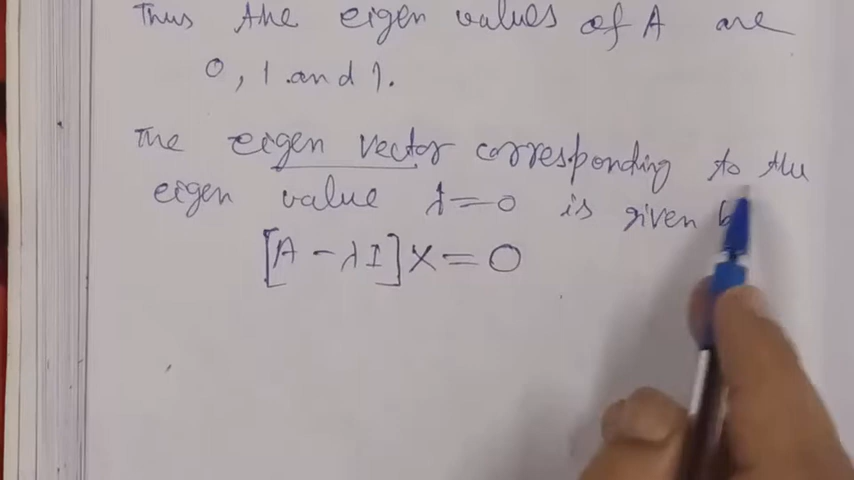 Thus the eigen values of A are
0, 1 and 1.
The eigen vector corresponding to the
eigen value λ=0 is given
[A - λI]X = 0